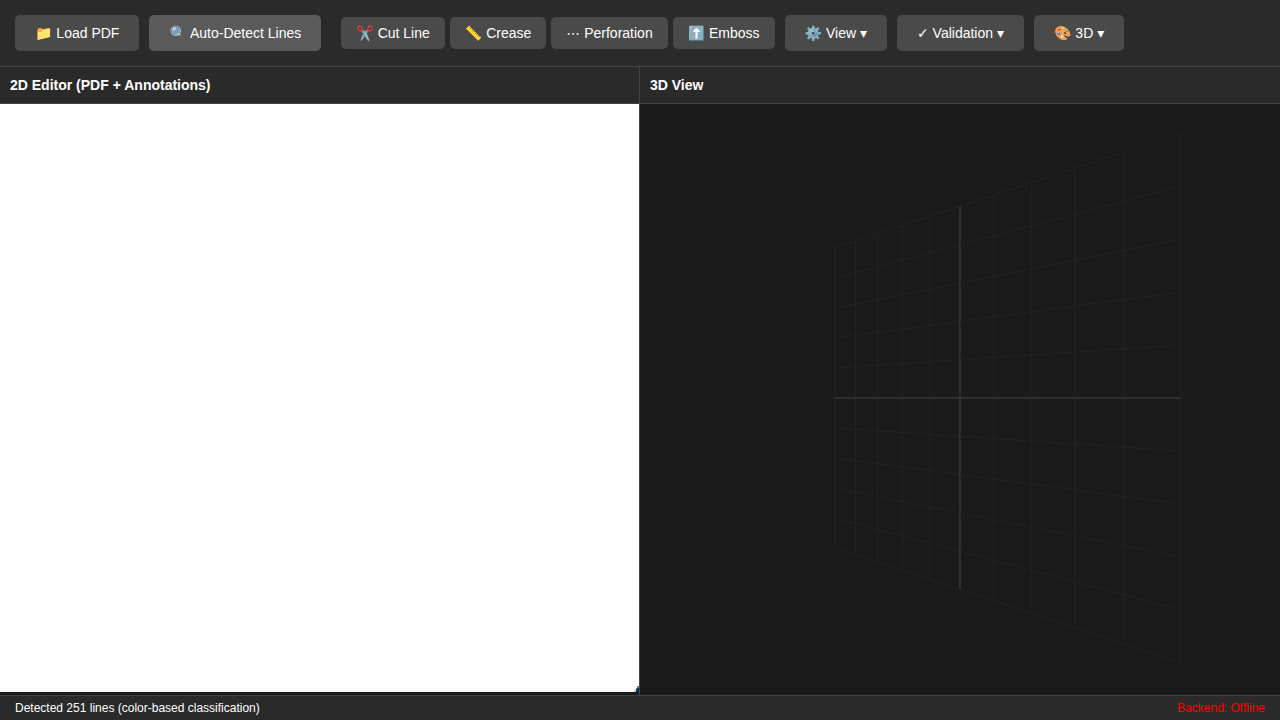 📁 Load PDF
🔍 Auto-Detect Lines
✂️ Cut Line
📏 Crease
⋯ Perforation
⬆️ Emboss
⚙️ View ▾
✓ Validation ▾
🎨 3D ▾
2D Editor (PDF + Annotations)
3D View
Detected 251 lines (color-based classification)
Backend: Offline